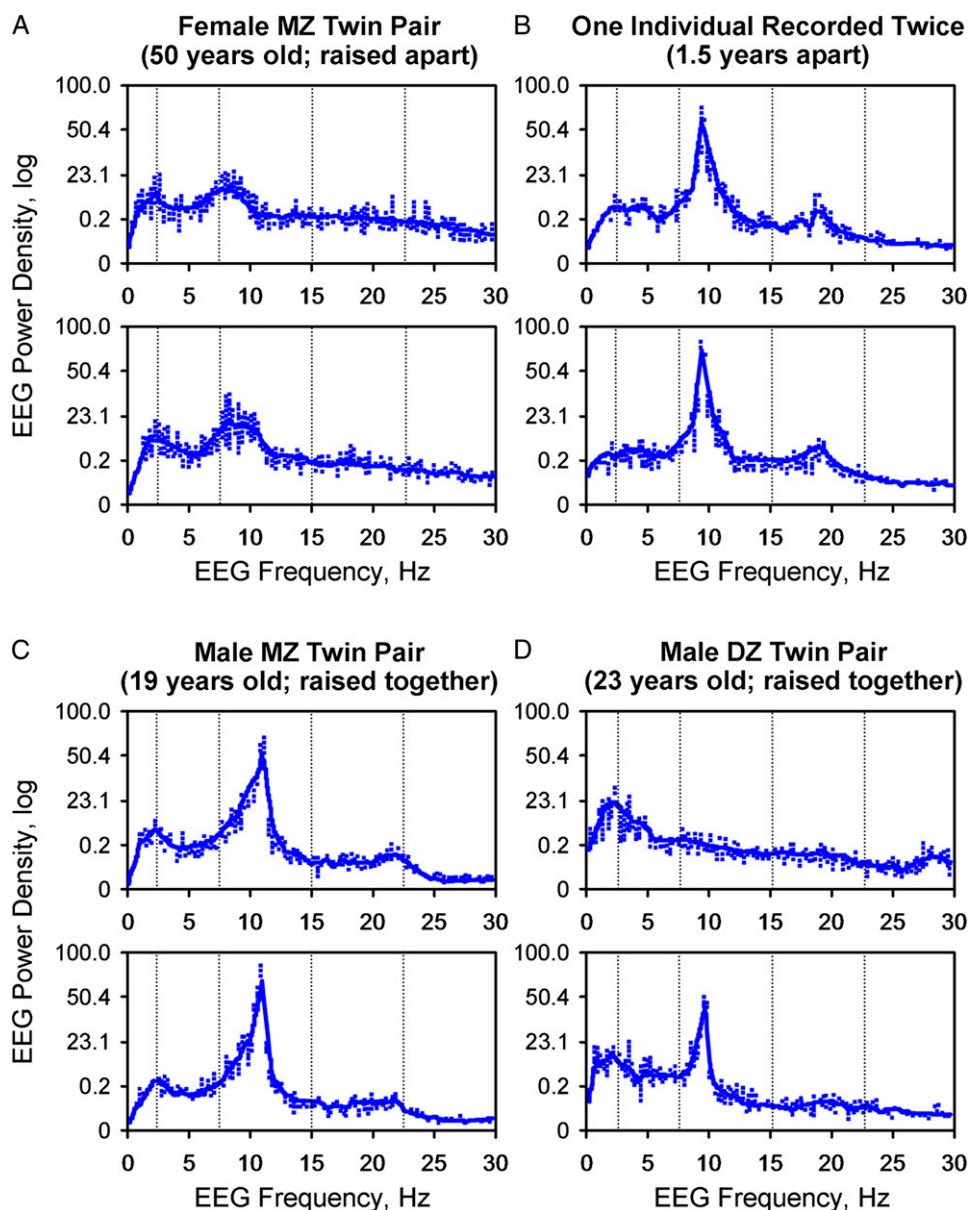 A
Female MZ Twin Pair
(50 years old; raised apart)
EEG Power Density, log
100.0
50.4
23.1
0.2
0
0 5 10 15 20 25 30
100.0
50.4
23.1
0.2
0
0 5 10 15 20 25 30
EEG Frequency, Hz
B
One Individual Recorded Twice
(1.5 years apart)
100.0
50.4
23.1
0.2
0
0 5 10 15 20 25 30
100.0
50.4
23.1
0.2
0
0 5 10 15 20 25 30
EEG Frequency, Hz
C
Male MZ Twin Pair
(19 years old; raised together)
EEG Power Density, log
100.0
50.4
23.1
0.2
0
0 5 10 15 20 25 30
100.0
50.4
23.1
0.2
0
0 5 10 15 20 25 30
EEG Frequency, Hz
D
Male DZ Twin Pair
(23 years old; raised together)
100.0
50.4
23.1
0.2
0
0 5 10 15 20 25 30
100.0
50.4
23.1
0.2
0
0 5 10 15 20 25 30
EEG Frequency, Hz